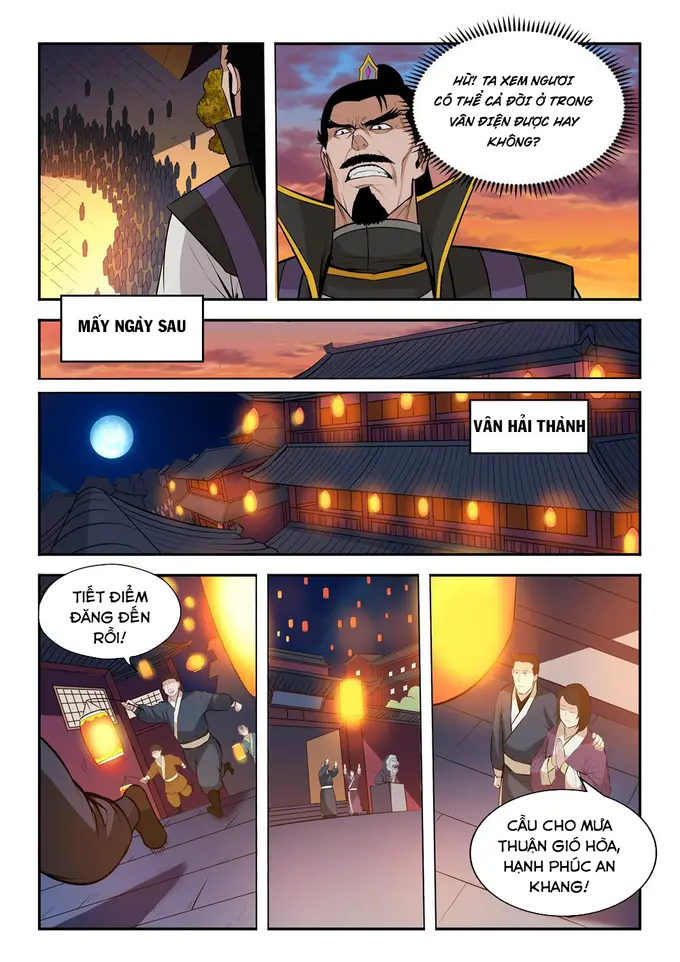 HỪ! TA XEM NGƯƠI
CÓ THỂ CẢ ĐỜI Ở TRONG
VÂN ĐIỆN ĐƯỢC HAY
KHÔNG?
MẤY NGÀY SAU
VÂN HẢI THÀNH
TIẾT ĐIỂM
ĐĂNG ĐẾN
RỒI!
CẦU CHO MƯA
THUẬN GIÓ HÒA,
HẠNH PHÚC AN
KHANG!